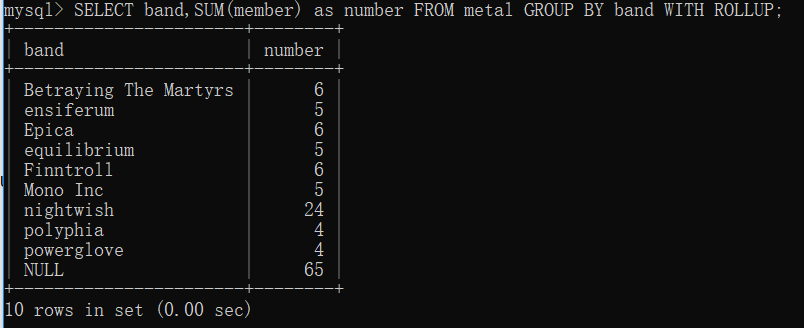 mysql> SELECT band,SUM(member) as number FROM metal GROUP BY band WITH ROLLUP;
+------------------------+--------+
| band                   | number |
+------------------------+--------+
| Betraying The Martyrs  |      6 |
| ensiferum              |      5 |
| Epica                  |      6 |
| equilibrium            |      5 |
| Finntroll              |      6 |
| Mono Inc               |      5 |
| nightwish              |     24 |
| polyphia               |      4 |
| powerglove             |      4 |
| NULL                   |     65 |
+------------------------+--------+
10 rows in set (0.00 sec)